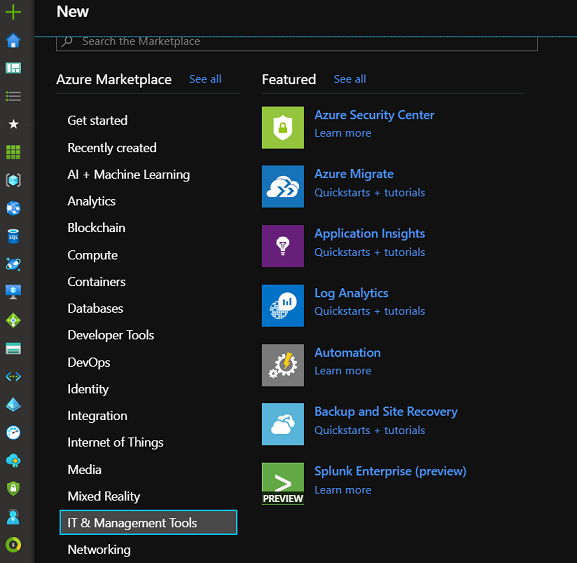 New
Search the Marketplace
Azure Marketplace See all
Get started
Recently created
AI + Machine Learning
Analytics
Blockchain
Compute
Containers
Databases
Developer Tools
DevOps
Identity
Integration
Internet of Things
Media
Mixed Reality
IT & Management Tools
Networking
Featured See all
Azure Security Center
Learn more
Azure Migrate
Quickstarts + tutorials
Application Insights
Quickstarts + tutorials
Log Analytics
Quickstarts + tutorials
Automation
Learn more
Backup and Site Recovery
Quickstarts + tutorials
PREVIEW
Splunk Enterprise (preview)
Learn more
SQL